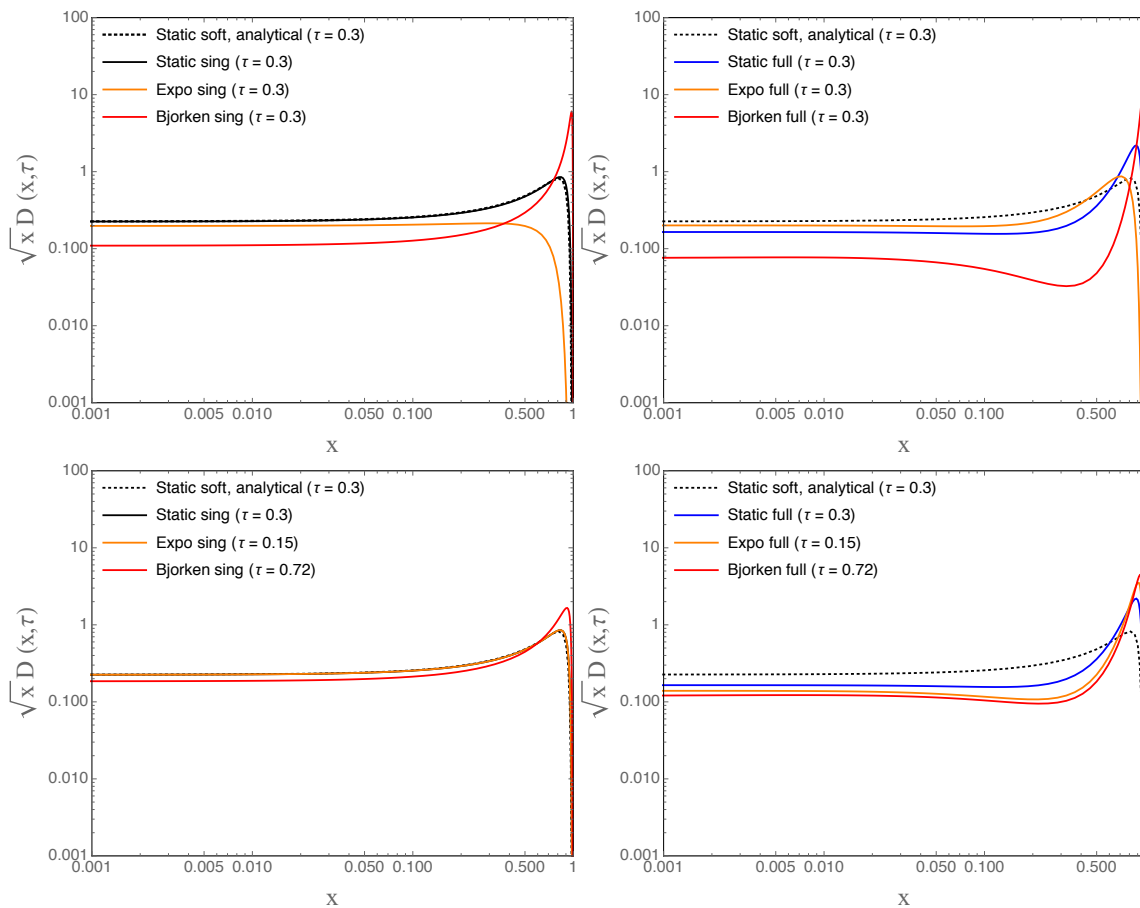 Static soft, analytical (τ = 0.3)
Static sing (τ = 0.3)
Expo sing (τ = 0.3)
Bjorken sing (τ = 0.3)
100
10
1
0.100
0.010
0.001
√x D (x,τ)
0.001 0.005 0.010 0.050 0.100 0.500 1
x
Static soft, analytical (τ = 0.3)
Static full (τ = 0.3)
Expo full (τ = 0.3)
Bjorken full (τ = 0.3)
100
10
1
0.100
0.010
0.001
√x D (x,τ)
0.001 0.005 0.010 0.050 0.100 0.500
x
Static soft, analytical (τ = 0.3)
Static sing (τ = 0.3)
Expo sing (τ = 0.15)
Bjorken sing (τ = 0.72)
100
10
1
0.100
0.010
0.001
√x D (x,τ)
0.001 0.005 0.010 0.050 0.100 0.500 1
x
Static soft, analytical (τ = 0.3)
Static full (τ = 0.3)
Expo full (τ = 0.15)
Bjorken full (τ = 0.72)
100
10
1
0.100
0.010
0.001
√x D (x,τ)
0.001 0.005 0.010 0.050 0.100 0.500
x